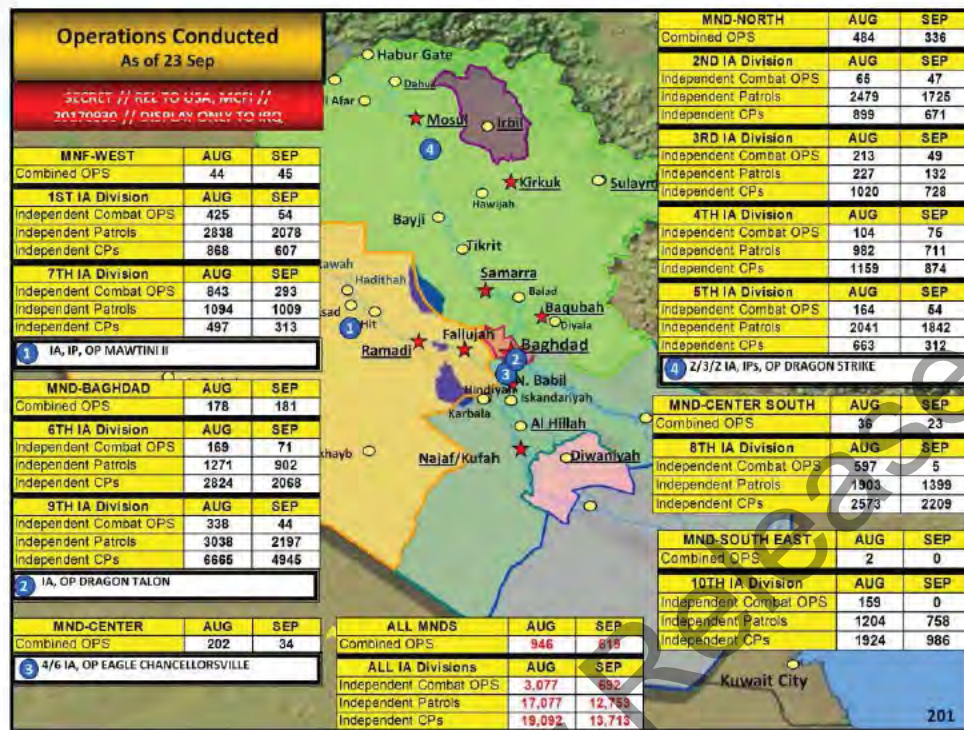 Operations Conducted
As of 23 Sep
SECRET // REL TO USA, MCFI //
20170930 // DISPLAY ONLY TO IRQ
MNF-WEST AUG SEP
Combined OPS 44 45
1ST IA Division
Independent Combat OPS 425 54
Independent Patrols 2838 2078
Independent CPs 868 607
7TH IA Division
Independent Combat OPS 843 293
Independent Patrols 1094 1009
Independent CPs 497 313
1 IA, IP, OP MAWTINI II
MND-BAGHDAD AUG SEP
Combined OPS 178 181
6TH IA Division
Independent Combat OPS 169 71
Independent Patrols 1271 902
Independent CPs 2824 2068
9TH IA Division
Independent Combat OPS 338 44
Independent Patrols 3038 2197
Independent CPs 6665 4945
2 IA, OP DRAGON TALON
MND-CENTER AUG SEP
Combined OPS 202 34
3 4/6 IA, OP EAGLE CHANCELLORSVILLE
Habur Gate
Dahu
l Afar
Mosul
Irbil
4
Kirkuk
Sulaym
Hawijah
Bayji
Tikrit
Samarra
awah
Hadithah
Balad
Baqubah
Diyala
sad
Hit
1
Fallujah
Ramadi
Baghdad
2
3
N. Babil
Hindiyah
Iskandariyah
Karbala
Al Hillah
khayb
Najaf/Kufah
Diwaniyah
Kuwait City
ALL MNDS AUG SEP
Combined OPS 946 619
ALL IA Divisions AUG SEP
Independent Combat OPS 3,077 692
Independent Patrols 17,077 12,753
Independent CPs 19,092 13,713
MND-NORTH AUG SEP
Combined OPS 484 336
2ND IA Division AUG SEP
Independent Combat OPS 65 47
Independent Patrols 2479 1725
Independent CPs 899 671
3RD IA Division AUG SEP
Independent Combat OPS 213 49
Independent Patrols 227 132
Independent CPs 1020 728
4TH IA Division AUG SEP
Independent Combat OPS 104 75
Independent Patrols 982 711
Independent CPs 1159 874
5TH IA Division AUG SEP
Independent Combat OPS 164 54
Independent Patrols 2041 1842
Independent CPs 663 312
4 2/3/2 IA, IPs, OP DRAGON STRIKE
MND-CENTER SOUTH AUG SEP
Combined OPS 36 23
8TH IA Division AUG SEP
Independent Combat OPS 597 5
Independent Patrols 1903 1399
Independent CPs 2573 2209
MND-SOUTH EAST AUG SEP
Combined OPS 2 0
10TH IA Division AUG SEP
Independent Combat OPS 159 0
Independent Patrols 1204 758
Independent CPs 1924 986
201
Release